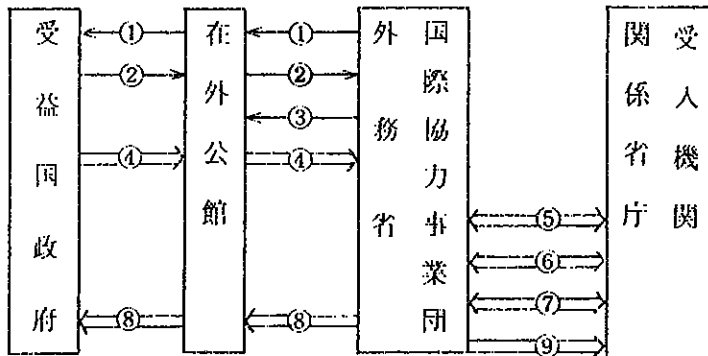 受益国政府
在外公館
外務省
国際協力事業団
関係省庁
受入機関
① ①
② ②
③
④ ④
⑤
⑥
⑦
⑧ ⑧
⑨